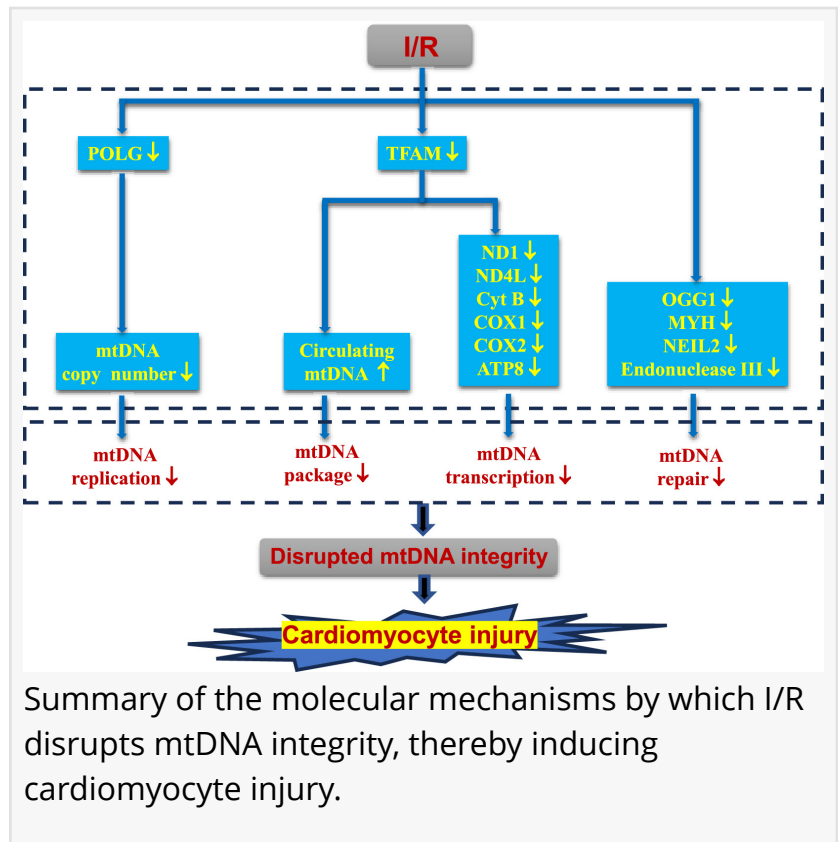 I/R
POLG ↓
TFAM ↓
ND1 ↓
ND4L ↓
Cyt B ↓
COX1 ↓
COX2 ↓
ATP8 ↓
OGG1 ↓
MYH ↓
NEIL2 ↓
Endonuclease III ↓
mtDNA
copy number ↓
Circulating
mtDNA ↑
mtDNA
replication ↓
mtDNA
package ↓
mtDNA
transcription ↓
mtDNA
repair ↓
Disrupted mtDNA integrity
Cardiomyocyte injury
Summary of the molecular mechanisms by which I/R
disrupts mtDNA integrity, thereby inducing
cardiomyocyte injury.